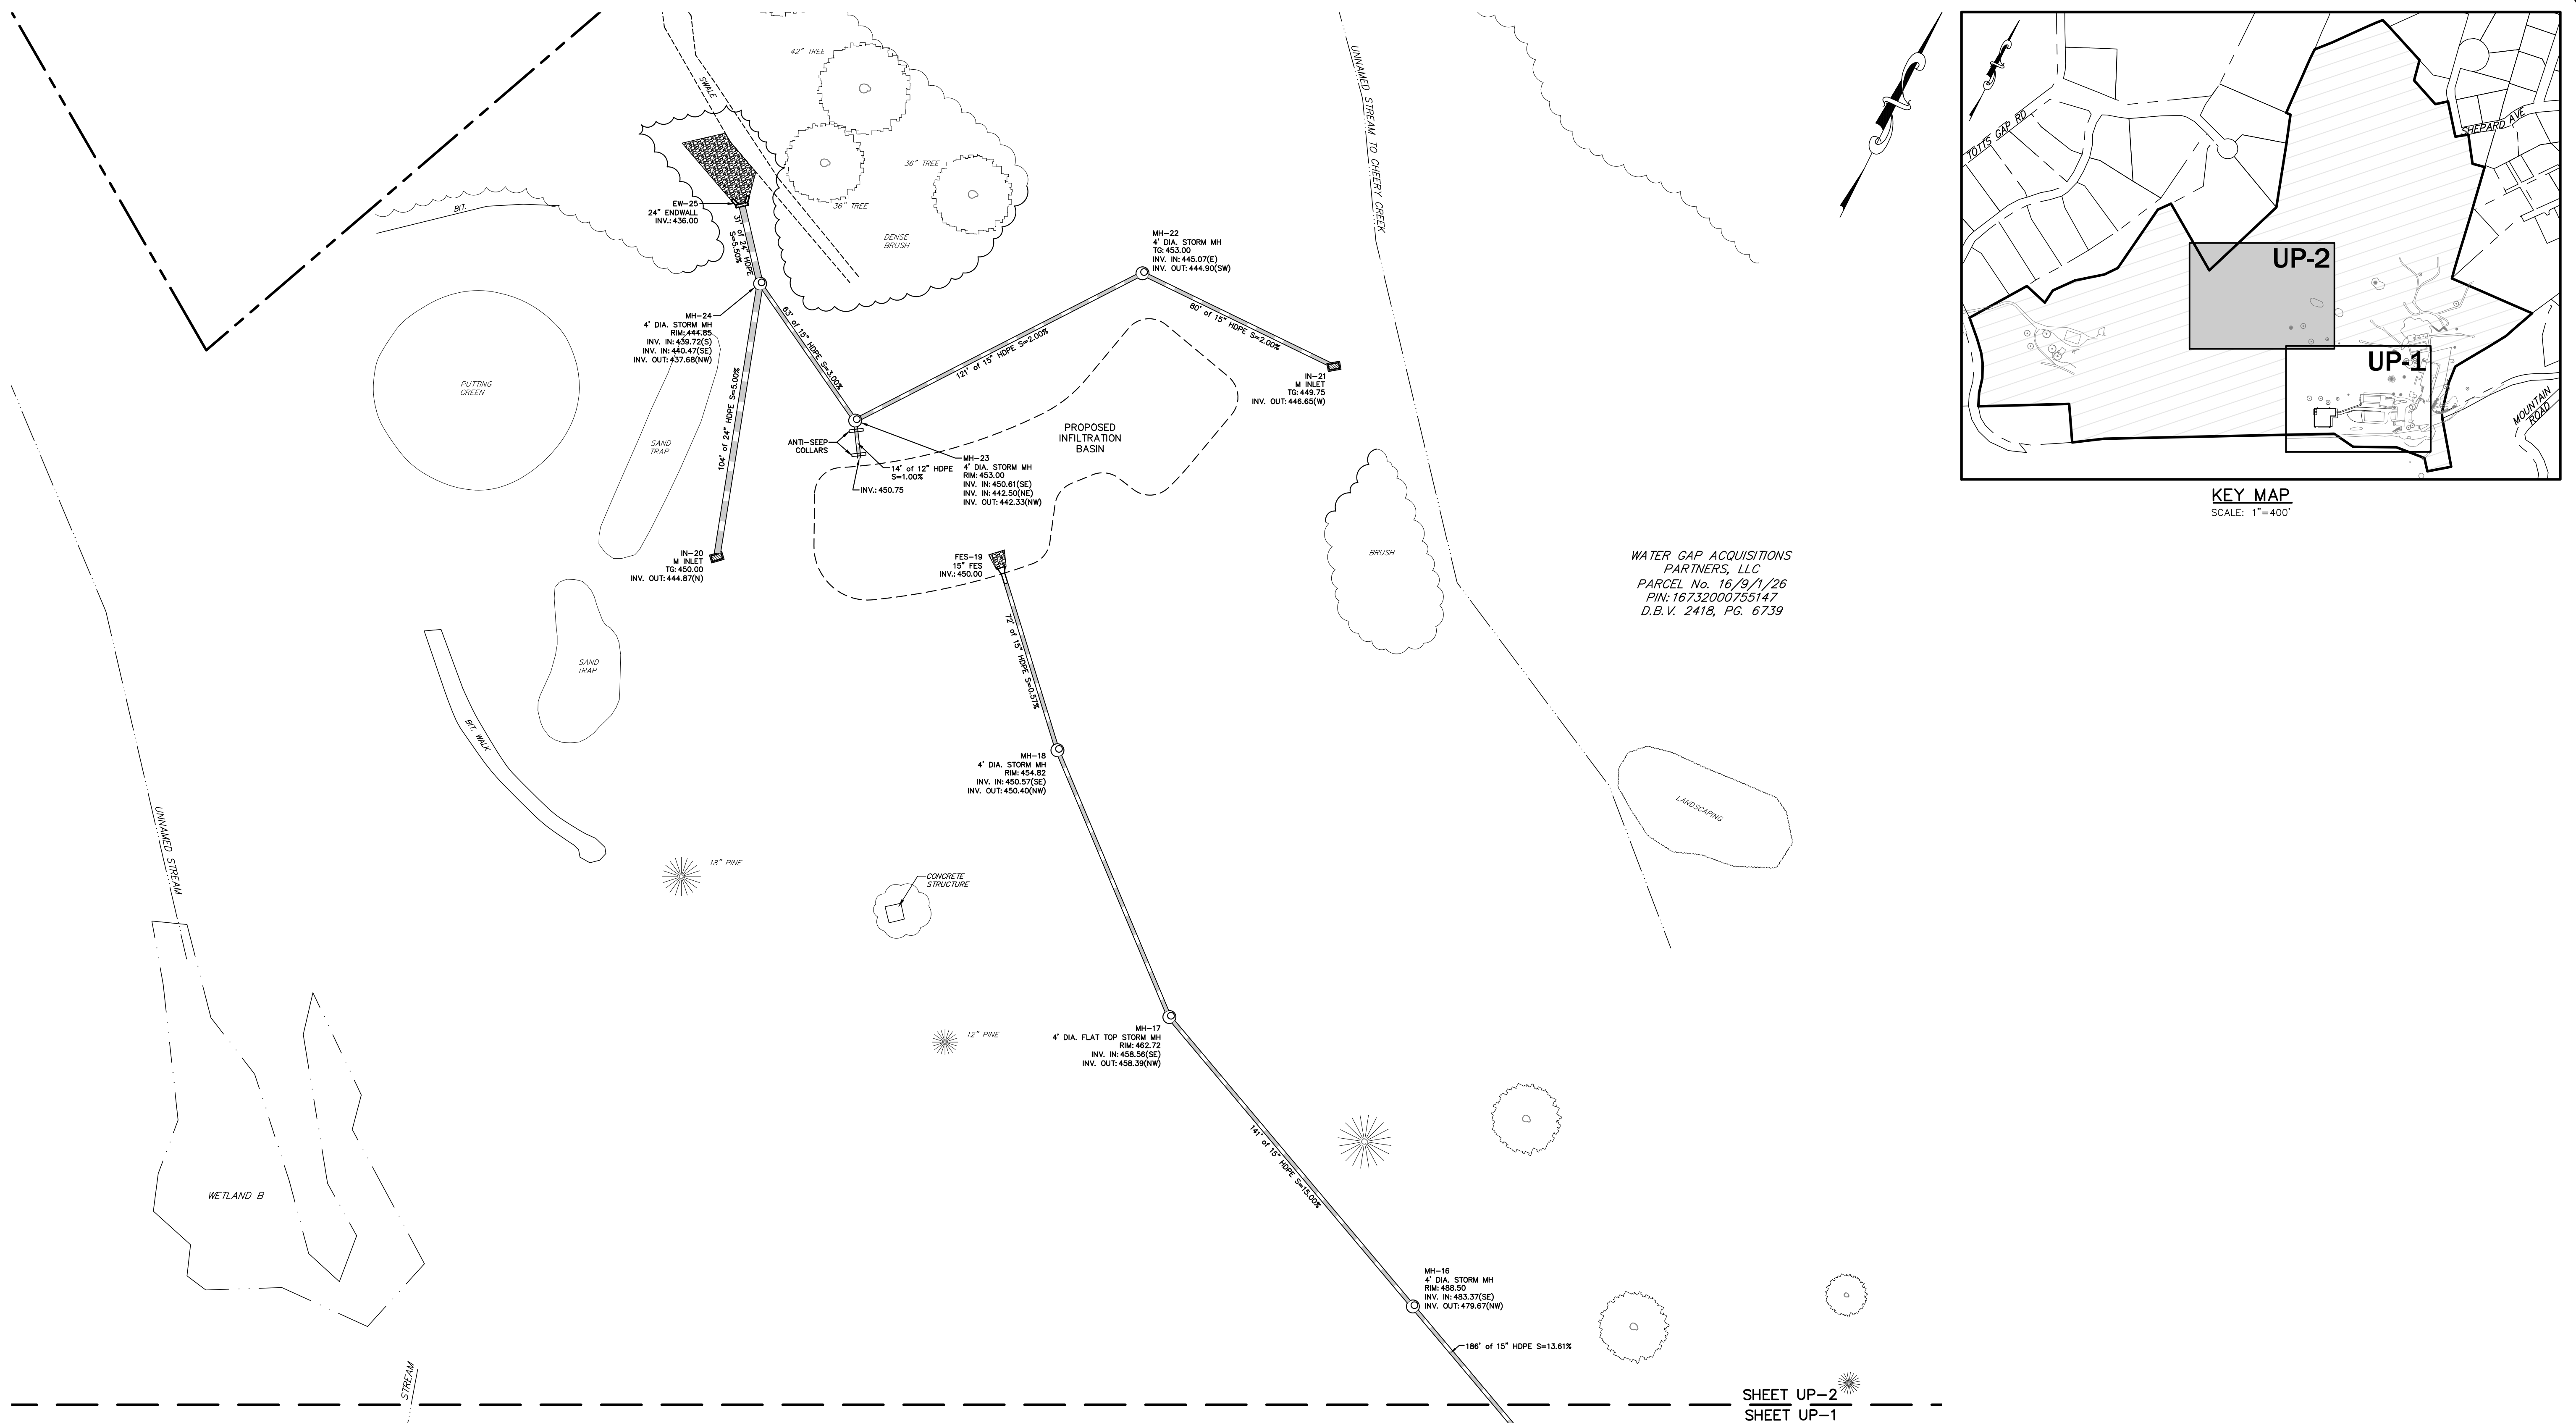 42" TREE
SWALE
36" TREE
36" TREE
DENSE
BRUSH
BIT.
EW-25
24" ENDWALL
INV.: 436.00
31' of 24" HDPE
S=5.50%
UNNAMED STREAM TO CHEERY CREEK
MH-22
4' DIA. STORM MH
TG: 453.00
INV. IN: 445.07(E)
INV. OUT: 444.90(SW)
MH-24
4' DIA. STORM MH
RIM: 444.85
INV. IN: 439.72(S)
INV. IN: 440.47(SE)
INV. OUT: 437.68(NW)
63' of 15" HDPE S=3.00%
121' of 15" HDPE S=2.00%
80' of 15" HDPE S=2.00%
IN-21
M INLET
TG: 449.75
INV. OUT: 446.65(W)
PUTTING
GREEN
SAND
TRAP
104' of 24" HDPE S=5.00%
ANTI-SEEP
COLLARS
14' of 12" HDPE
S=1.00%
INV.: 450.75
MH-23
4' DIA. STORM MH
RIM: 453.00
INV. IN: 450.61(SE)
INV. IN: 442.50(NE)
INV. OUT: 442.33(NW)
PROPOSED
INFILTRATION
BASIN
IN-20
M INLET
TG: 450.00
INV. OUT: 444.87(N)
FES-19
15" FES
INV.: 450.00
BRUSH
WATER GAP ACQUISITIONS
PARTNERS, LLC
PARCEL No. 16/9/1/26
PIN: 16732000755147
D.B.V. 2418, PG. 6739
SAND
TRAP
BIT. WALK
72' of 15" HDPE S=0.57%
MH-18
4' DIA. STORM MH
RIM: 454.82
INV. IN: 450.57(SE)
INV. OUT: 450.40(NW)
LANDSCAPING
UNNAMED STREAM
18" PINE
CONCRETE
STRUCTURE
12" PINE
MH-17
4' DIA. FLAT TOP STORM MH
RIM: 462.72
INV. IN: 458.56(SE)
INV. OUT: 458.39(NW)
141' of 15" HDPE S=15.00%
WETLAND B
MH-16
4' DIA. STORM MH
RIM: 488.50
INV. IN: 483.37(SE)
INV. OUT: 479.67(NW)
186' of 15" HDPE S=13.61%
STREAM
SHEET UP-2
SHEET UP-1
TOTTS GAP RD
SHEPARD AVE
UP-2
UP-1
MOUNTAIN
ROAD
KEY MAP
SCALE: 1"=400'